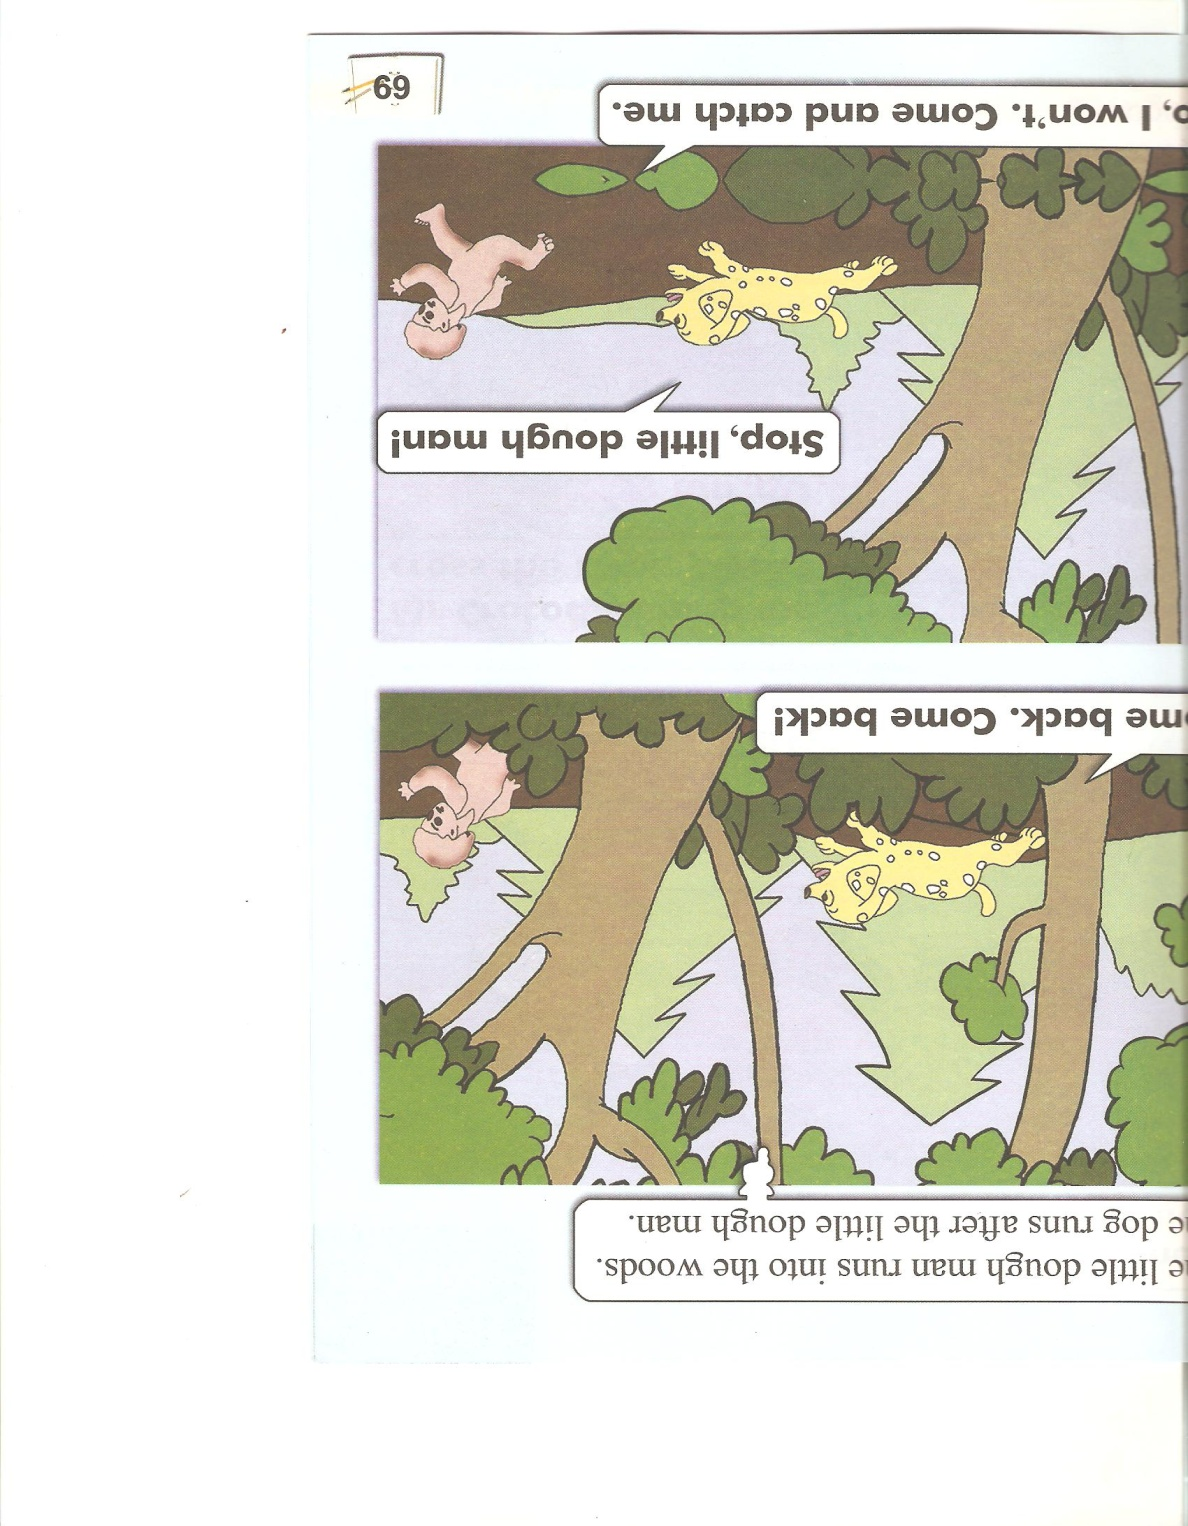 little dough man runs into the woods.
dog runs after the little dough man.
back. Come back!
Stop, little dough man!
I won't. Come and catch me.
69